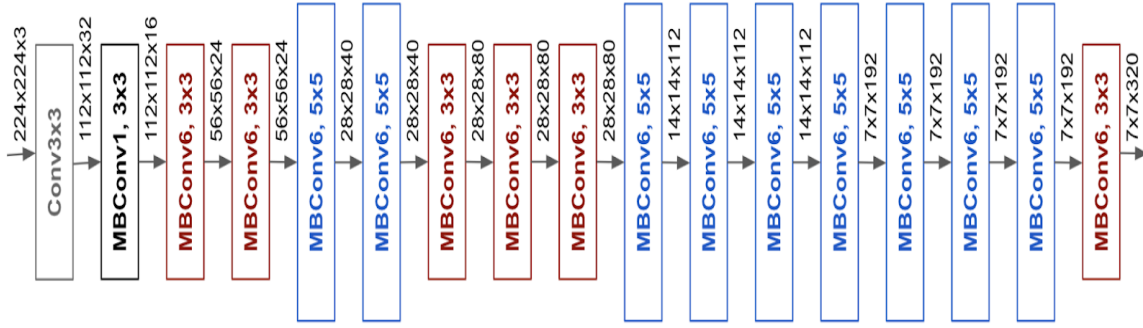 224x224x3
Conv3x3
112x112x32
MBConv1, 3x3
112x112x16
MBConv6, 3x3
56x56x24
MBConv6, 3x3
56x56x24
MBConv6, 5x5
28x28x40
MBConv6, 5x5
28x28x40
MBConv6, 3x3
28x28x80
MBConv6, 3x3
28x28x80
MBConv6, 3x3
28x28x80
MBConv6, 5x5
14x14x112
MBConv6, 5x5
14x14x112
MBConv6, 5x5
14x14x112
MBConv6, 5x5
7x7x192
MBConv6, 5x5
7x7x192
MBConv6, 5x5
7x7x192
MBConv6, 5x5
7x7x192
MBConv6, 3x3
7x7x320